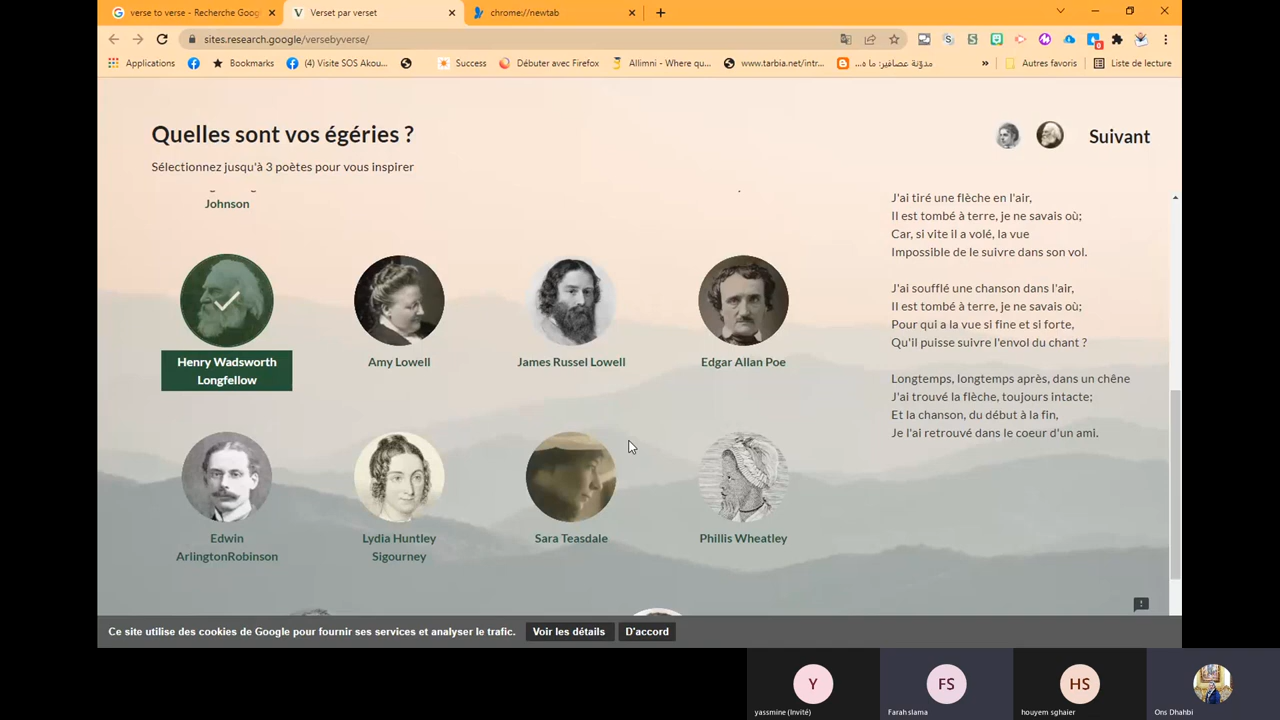 verse to verse - Recherche Goog
Verset par verset
chrome://newtab
sites.research.google/versebyverse/
Applications
Bookmarks
(4) Visite SOS Akou...
Success
Débuter avec Firefox
Allimni - Where qu...
www.tarbia.net/intr...
مدوّنة عصافير: ما ه...
»
Autres favoris
Liste de lecture
Quelles sont vos égéries ?
Suivant
Sélectionnez jusqu'à 3 poètes pour vous inspirer
Johnson
Henry Wadsworth
Longfellow
Amy Lowell
James Russel Lowell
Edgar Allan Poe
Edwin
ArlingtonRobinson
Lydia Huntley
Sigourney
Sara Teasdale
Phillis Wheatley
J'ai tiré une flèche en l'air,
Il est tombé à terre, je ne savais où;
Car, si vite il a volé, la vue
Impossible de le suivre dans son vol.
J'ai soufflé une chanson dans l'air,
Il est tombé à terre, je ne savais où;
Pour qui a la vue si fine et si forte,
Qu'il puisse suivre l'envol du chant ?
Longtemps, longtemps après, dans un chêne
J'ai trouvé la flèche, toujours intacte;
Et la chanson, du début à la fin,
Je l'ai retrouvé dans le coeur d'un ami.
Ce site utilise des cookies de Google pour fournir ses services et analyser le trafic.
Voir les détails
D'accord
Y
yassmine (Invité)
FS
Farah slama
HS
houyem sghaier
Ons Dhahbi